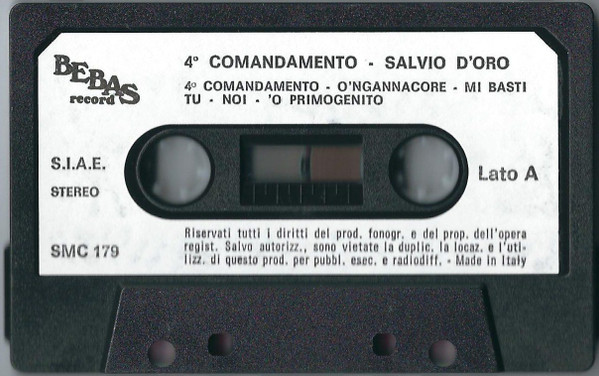 BEBAS
record
4° COMANDAMENTO - SALVIO D'ORO
4º COMANDAMENTO - O'NGANNACORE - MI BASTI
TU - NOI - 'O PRIMOGENITO
S.I.A.E.
STEREO
Lato A
SMC 179
Riservati tutti i diritti del prod. fonogr. e del prop. dell'opera
regist. Salvo autorizz., sono vietate la duplic. la locaz. e l'uti-
lizz. di questo prod. per pubbl. esec. e radiodiff. - Made in Italy